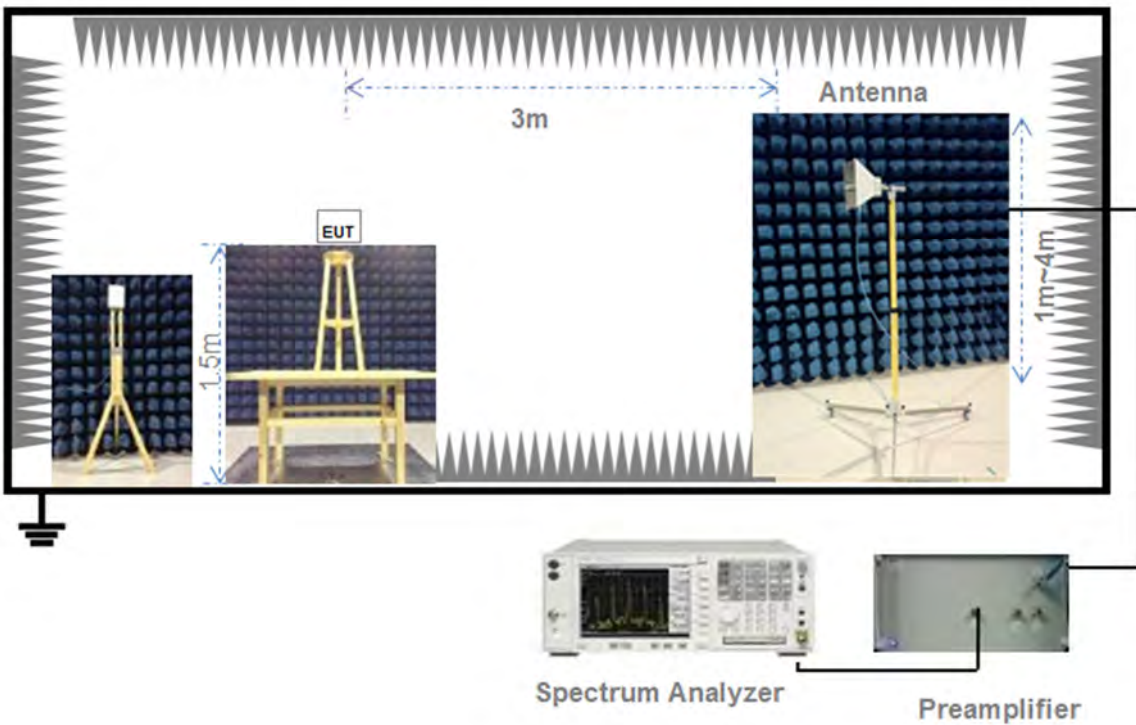 Antenna
3m
EUT
1.5m
1m~4m
Spectrum Analyzer
Preamplifier